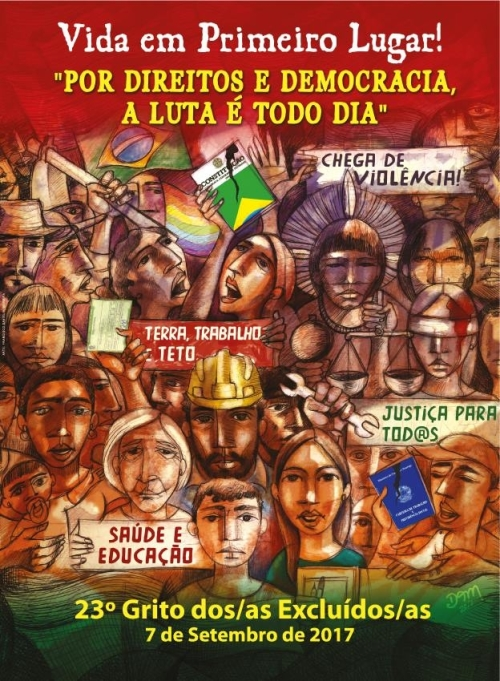 Vida em Primeiro Lugar!
"POR DIREITOS E DEMOCRACIA,
A LUTA É TODO DIA"
CONSTITUIÇÃO
CHEGA DE
VIOLÊNCIA!
TERRA, TRABALHO
E TETO
JUSTIÇA PARA
TOD@S
SAÚDE E
EDUCAÇÃO
23º Grito dos/as Excluídos/as
7 de Setembro de 2017